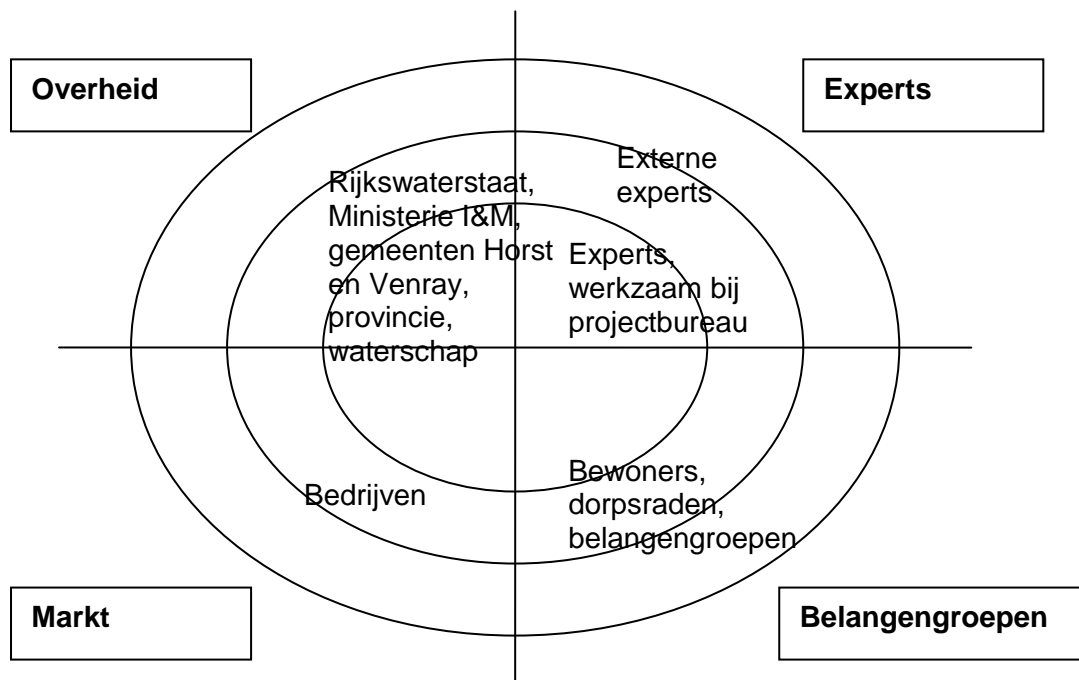 Overheid
Experts
Externe
experts
Rijkswaterstaat,
Ministerie I&M,
gemeenten Horst
en Venray,
provincie,
waterschap
Experts,
werkzaam bij
projectbureau
Bedrijven
Bewoners,
dorpsraden,
belangengroepen
Markt
Belangengroepen